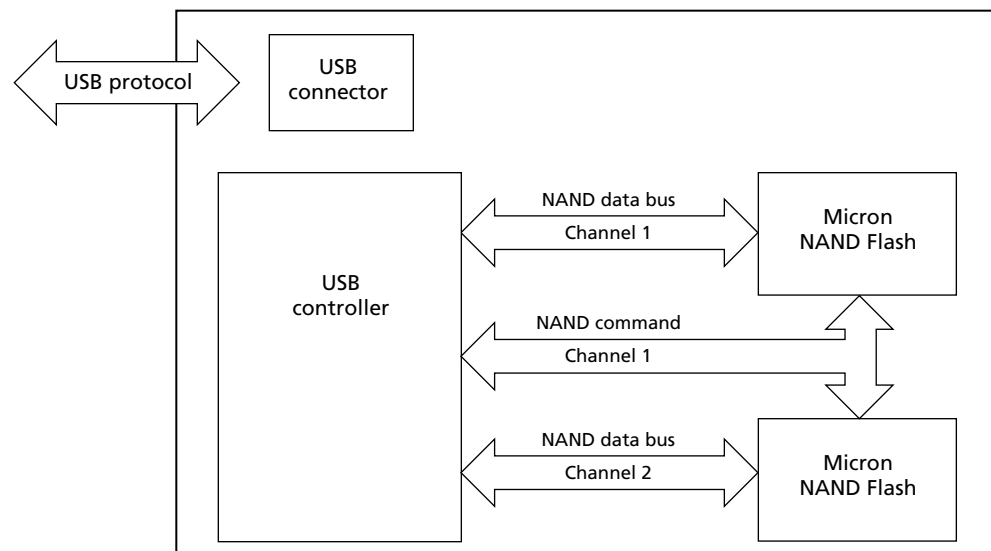 USB protocol
USB
connector
USB
controller
NAND data bus
Channel 1
Micron
NAND Flash
NAND command
Channel 1
NAND data bus
Channel 2
Micron
NAND Flash